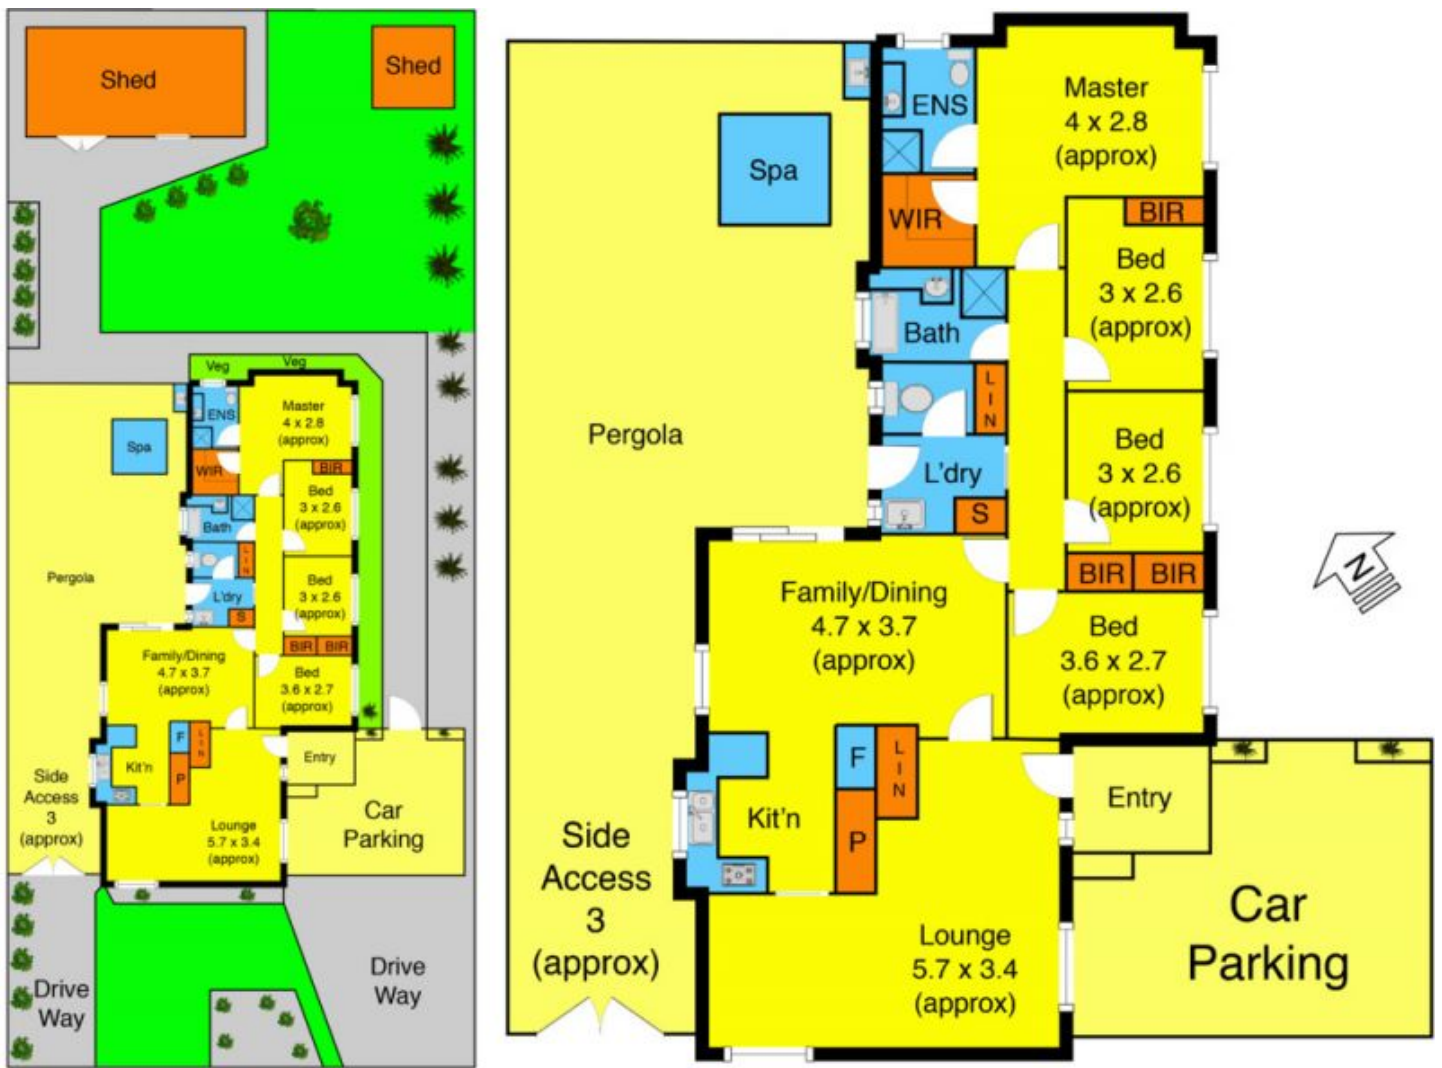 Shed
Shed
Veg
Veg
ENS
Master
4 x 2.8
(approx)
Spa
WIR
BIR
Bed
3 x 2.6
(approx)
Bath
LIN
Pergola
L'dry
Bed
3 x 2.6
(approx)
S
BIR
BIR
Family/Dining
4.7 x 3.7
(approx)
Bed
3.6 x 2.7
(approx)
F
LIN
Kit'n
P
Entry
Side
Access
3
(approx)
Lounge
5.7 x 3.4
(approx)
Car
Parking
Drive
Way
Drive
Way
ENS
Master
4 x 2.8
(approx)
Spa
WIR
BIR
Bed
3 x 2.6
(approx)
Bath
LIN
Pergola
L'dry
Bed
3 x 2.6
(approx)
S
BIR
BIR
Family/Dining
4.7 x 3.7
(approx)
Bed
3.6 x 2.7
(approx)
N
F
LIN
Kit'n
P
Entry
Side
Access
3
(approx)
Lounge
5.7 x 3.4
(approx)
Car
Parking